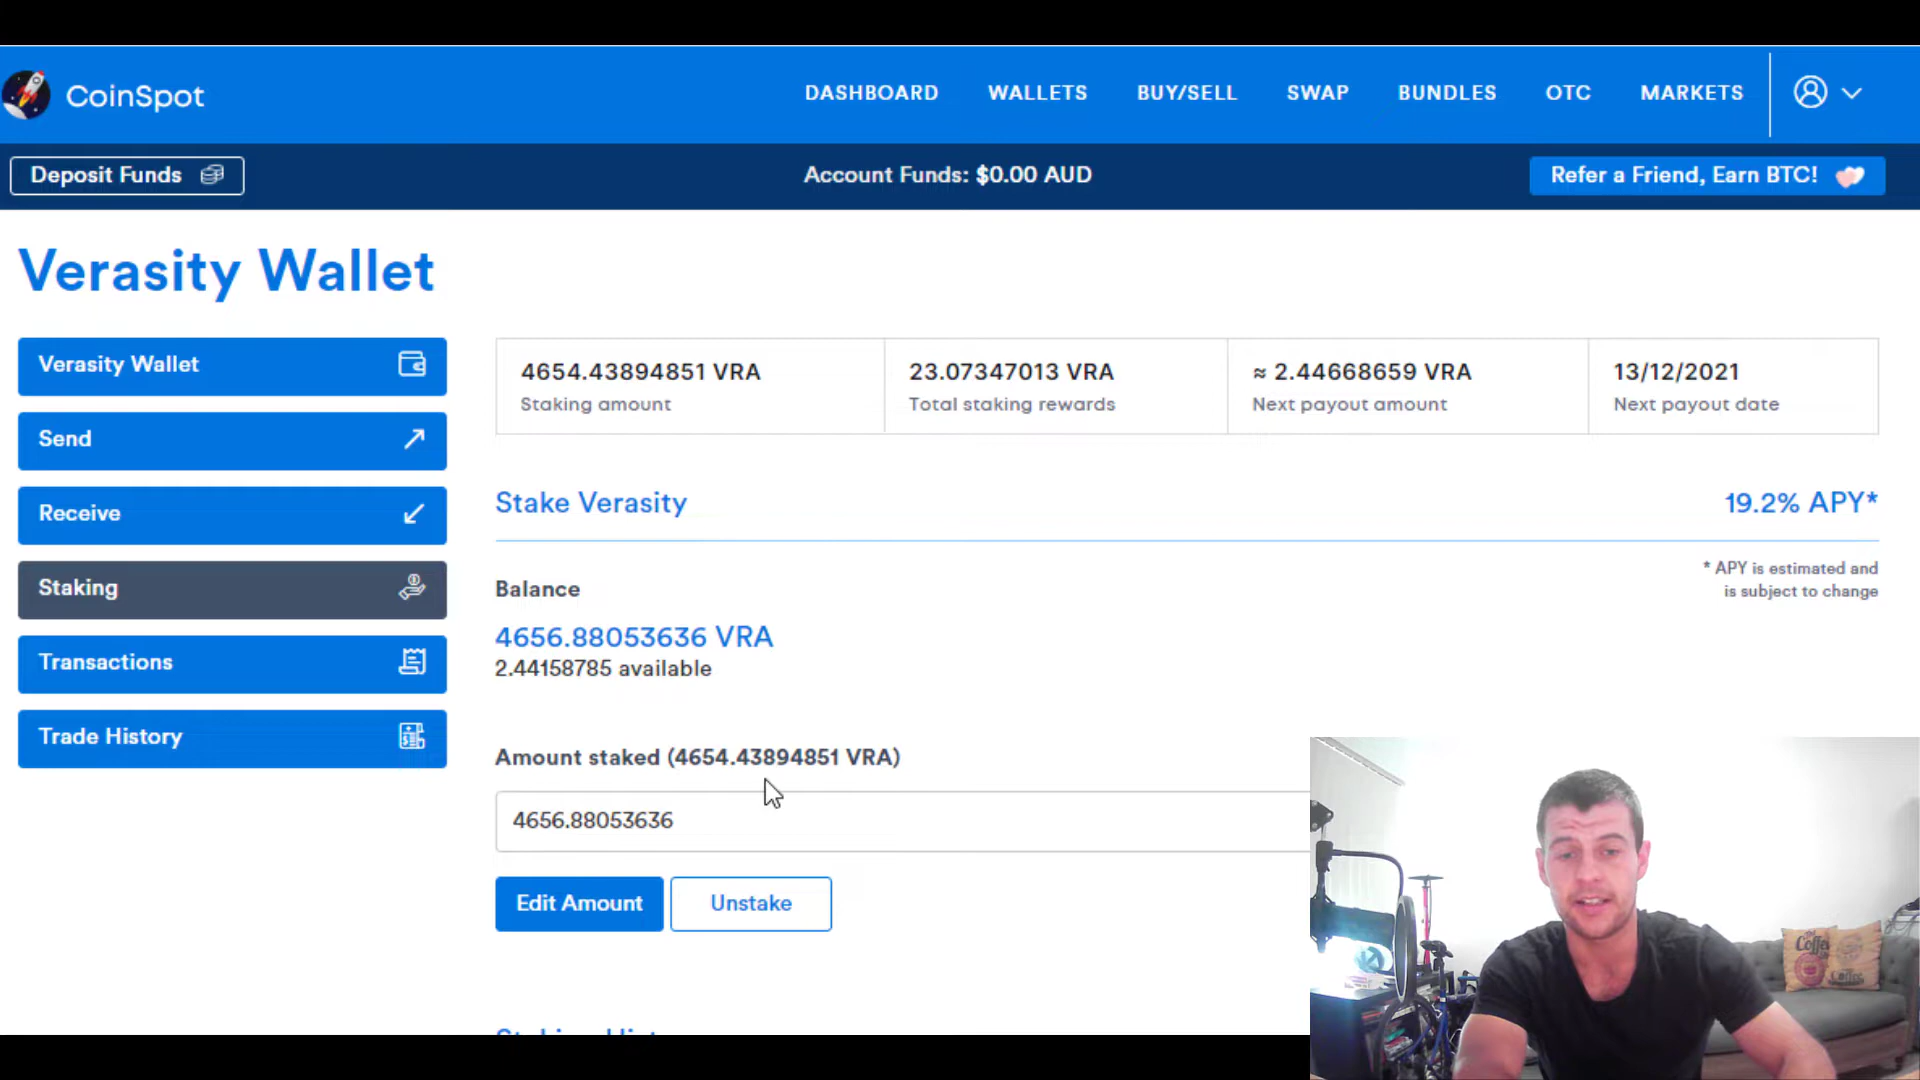 CoinSpot
DASHBOARD WALLETS BUY/SELL SWAP BUNDLES OTC MARKETS
Deposit Funds
Account Funds: $0.00 AUD
Refer a Friend, Earn BTC!
Verasity Wallet
Verasity Wallet
Send
Receive
Staking
Transactions
Trade History
4654.43894851 VRA
Staking amount
23.07347013 VRA
Total staking rewards
≈ 2.44668659 VRA
Next payout amount
13/12/2021
Next payout date
Stake Verasity
19.2% APY*
* APY is estimated and
is subject to change
Balance
4656.88053636 VRA
2.44158785 available
Amount staked (4654.43894851 VRA)
4656.88053636
Edit Amount
Unstake